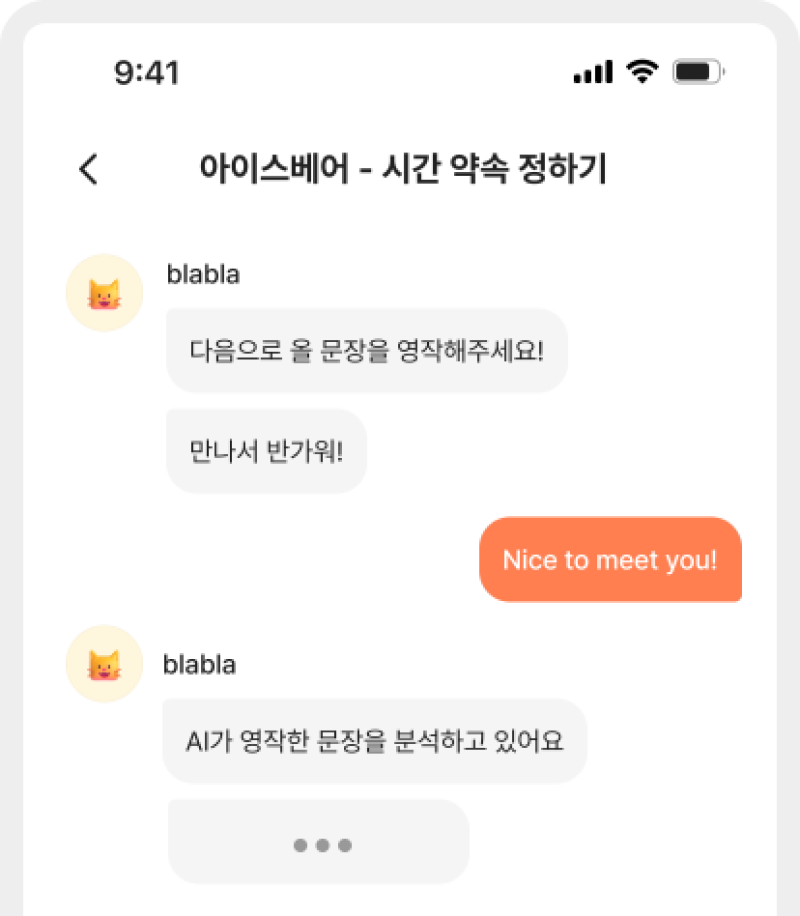 9:41
아이스베어 - 시간 약속 정하기
blabla
다음으로 올 문장을 영작해주세요!
만나서 반가워!
Nice to meet you!
blabla
AI가 영작한 문장을 분석하고 있어요